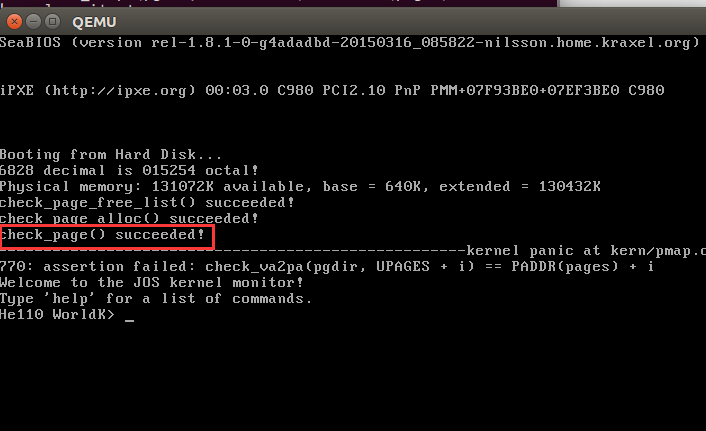 QEMU
SeaBIOS (version rel-1.8.1-0-g4adadbd-20150316_085822-nilsson.home.kraxel.org)
iPXE (http://ipxe.org) 00:03.0 C980 PCI2.10 PnP PMM+07F93BE0+07EF3BE0 C980
Booting from Hard Disk...
6828 decimal is 015254 octal!
Physical memory: 131072K available, base = 640K, extended = 130432K
check_page_free_list() succeeded!
check_page_alloc() succeeded!
check_page() succeeded!
----------------------------------------------------------kernel panic at kern/pmap.c
770: assertion failed: check_va2pa(pgdir, UPAGES + i) == PADDR(pages) + i
Welcome to the JOS kernel monitor!
Type 'help' for a list of commands.
He110 WorldK> _